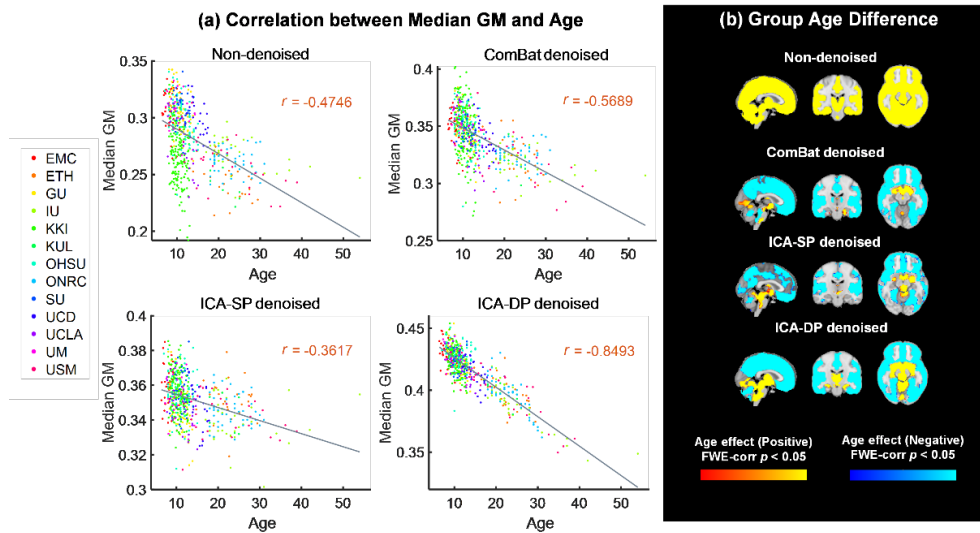 (a) Correlation between Median GM and Age
Non-denoised
ComBat denoised
0.35
0.3
0.25
0.2
Median GM
r = -0.4746
10 20 30 40 50
Age
0.4
0.35
0.3
0.25
Median GM
r = -0.5689
10 20 30 40 50
Age
EMC
ETH
GU
IU
KKI
KUL
OHSU
ONRC
SU
UCD
UCLA
UM
USM
ICA-SP denoised
ICA-DP denoised
0.4
0.38
0.36
0.34
0.32
0.3
Median GM
r = -0.3617
10 20 30 40 50
Age
0.45
0.4
0.35
Median GM
r = -0.8493
10 20 30 40 50
Age
(b) Group Age Difference
Non-denoised
ComBat denoised
ICA-SP denoised
ICA-DP denoised
Age effect (Positive)
FWE-corr p < 0.05
Age effect (Negative)
FWE-corr p < 0.05